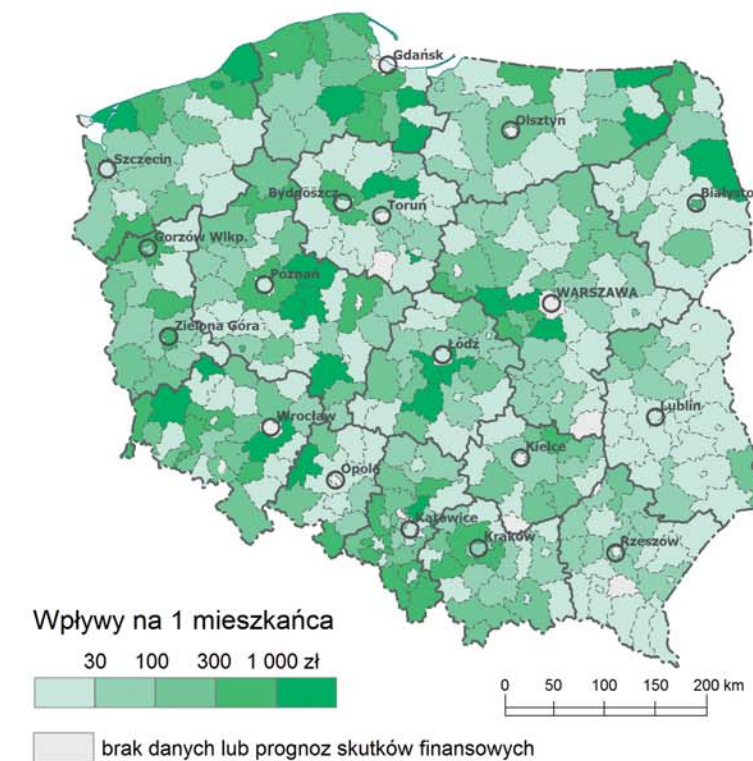 Gdańsk
Olsztyn
Szczecin
Bydgoszcz
Białysto
Toruń
Gorzów Wlkp.
Poznań
WARSZAWA
Zielona Góra
Łódź
Wrocław
Lublin
Kielce
Opole
Katowice
Kraków
Rzeszów
Wpływy na 1 mieszkańca
30 100 300 1 000 zł
0 50 100 150 200 km
brak danych lub prognoz skutków finansowych